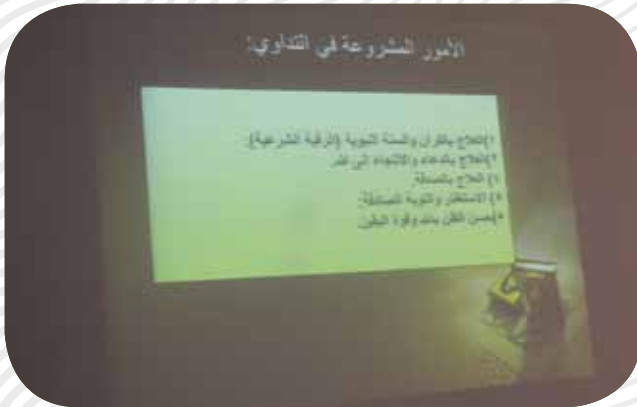 الأمور المشروعة في التداوي:
١)العلاج بالقرآن والسنة النبوية (الرقية الشرعية).
٢)العلاج بالدعاء والالتجاء إلى الله.
٣) العلاج بالصدقة.
٤) الاستغفار والتوبة الصادقة.
٥)حسن الظن بالله وقوة اليقين.